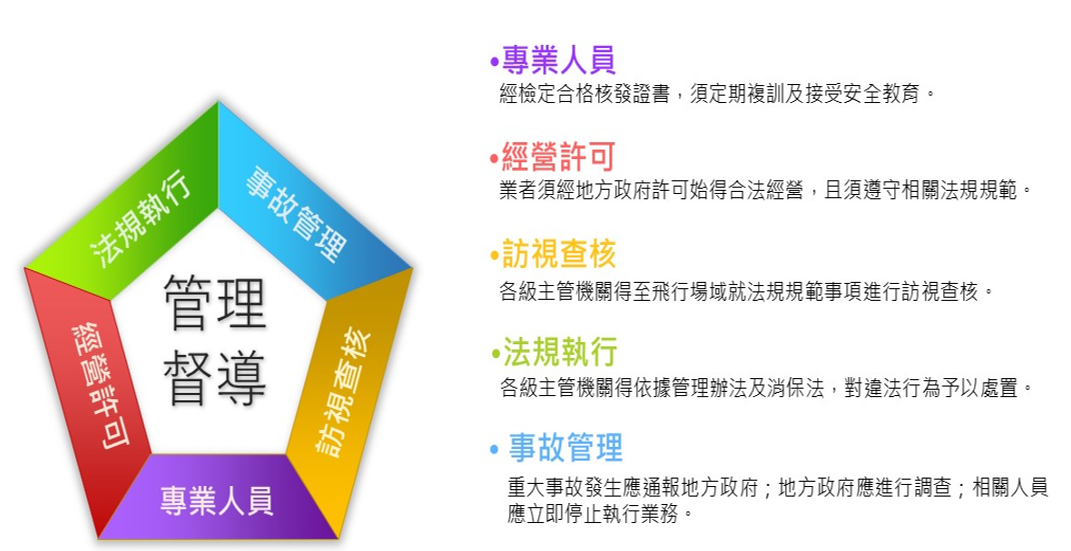 法規執行
事故管理
管理
督導
經營許可
訪視查核
專業人員
•專業人員
經檢定合格核發證書，須定期複訓及接受安全教育。
•經營許可
業者須經地方政府許可始得合法經營，且須遵守相關法規規範。
•訪視查核
各級主管機關得至飛行場域就法規規範事項進行訪視查核。
•法規執行
各級主管機關得依據管理辦法及消保法，對違法行為予以處置。
• 事故管理
重大事故發生應通報地方政府；地方政府應進行調查；相關人員
應立即停止執行業務。